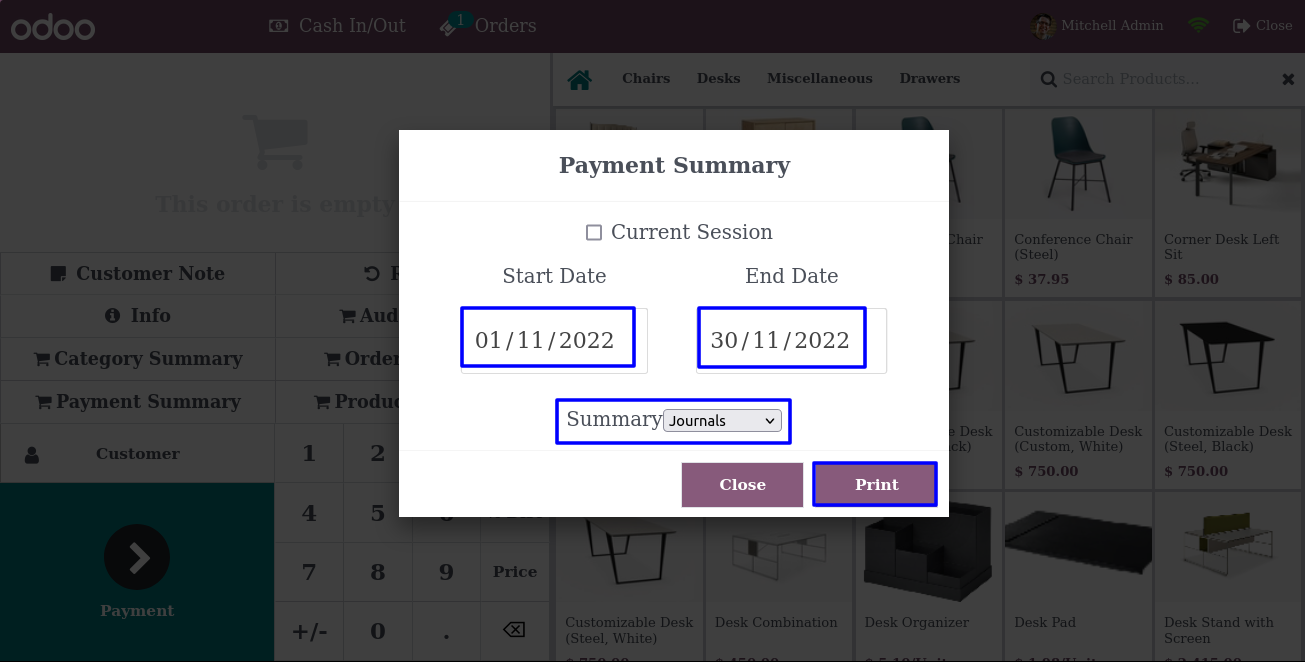 odoo
Cash In/Out
1
Orders
Mitchell Admin
Close
Chairs
Desks
Miscellaneous
Drawers
Search Products...
This order is empty
Customer Note
Info
Category Summary
Payment Summary
Customer
1
2
4
5
7
8
9
Price
+/-
0
.
Payment
Payment Summary
Current Session
Start Date
End Date
01/11/2022
30/11/2022
Summary
Journals
Close
Print
Chair
Conference Chair
(Steel)
$ 37.95
Corner Desk Left
Sit
$ 85.00
Customizable Desk
(Custom, White)
$ 750.00
Customizable Desk
(Steel, Black)
$ 750.00
Customizable Desk
(Steel, White)
Desk Combination
Desk Organizer
Desk Pad
Desk Stand with
Screen